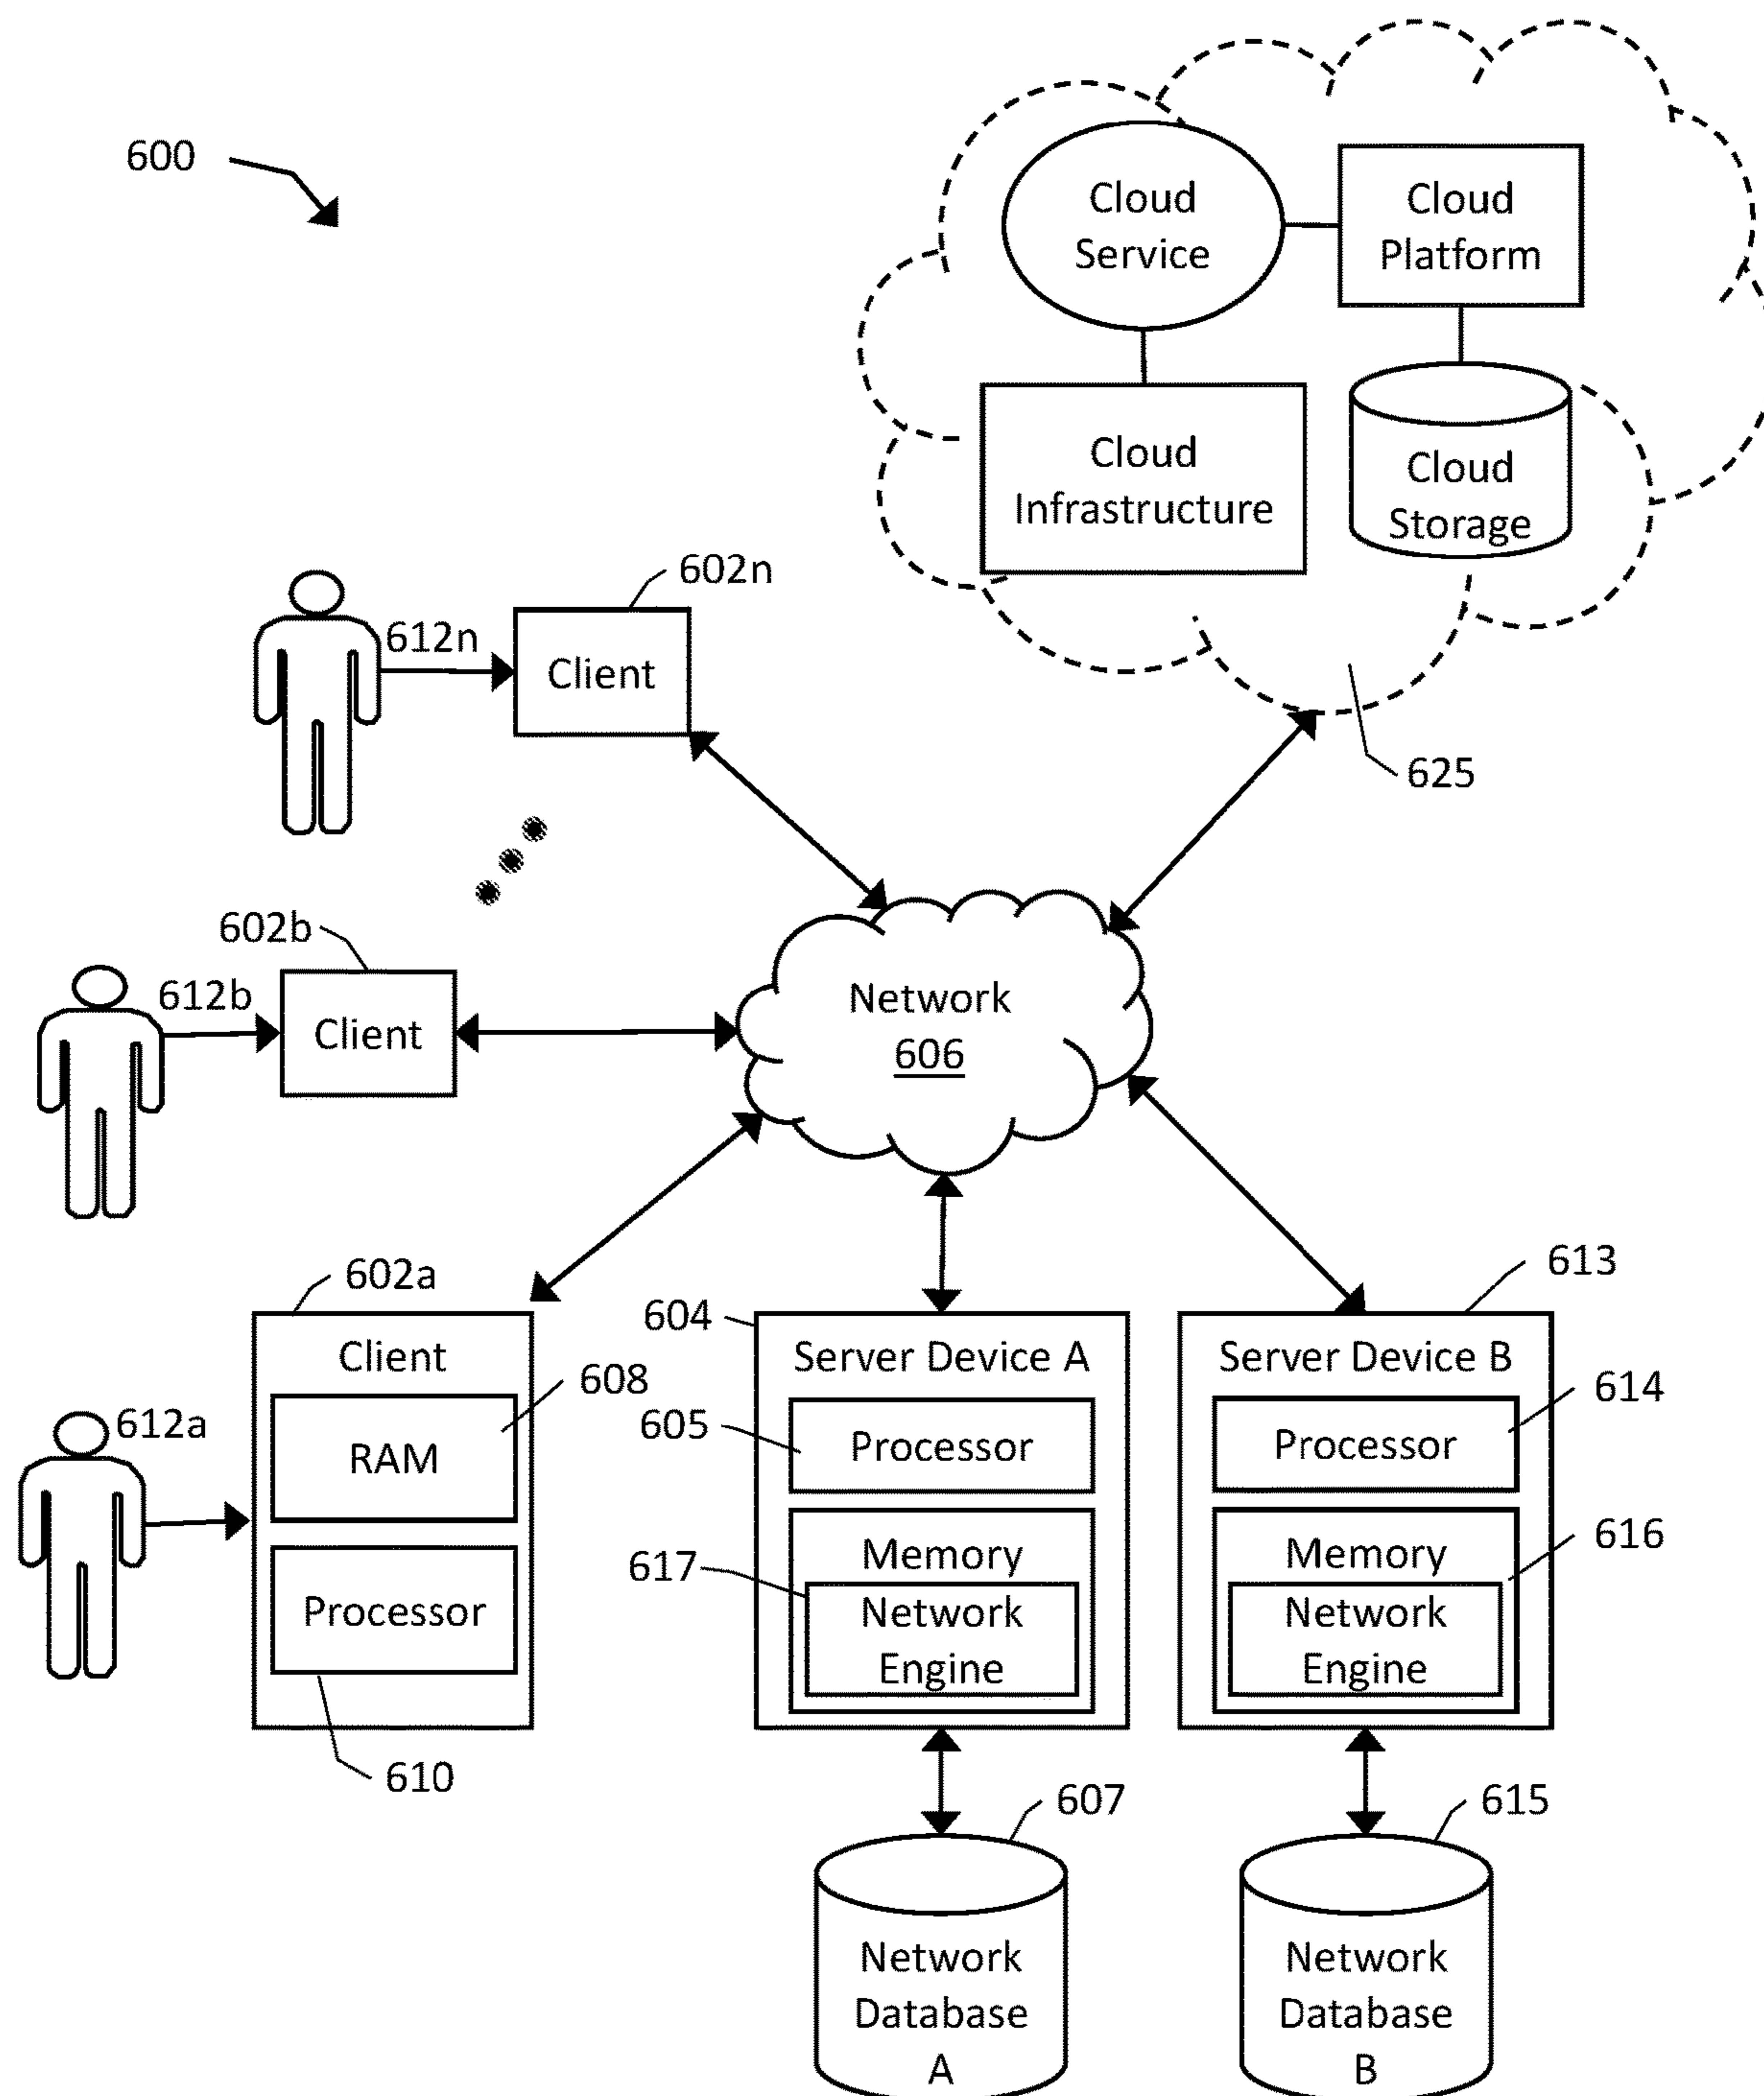 600
Cloud
Service
Cloud
Platform
Cloud
Infrastructure
Cloud
Storage
602n
612n
Client
625
602b
612b
Client
Network
606
602a
612a
Client
608
RAM
Processor
610
604
Server Device A
605
Processor
Memory
617
Network
Engine
613
Server Device B
614
Processor
616
Memory
Network
Engine
607
Network
Database
A
615
Network
Database
B